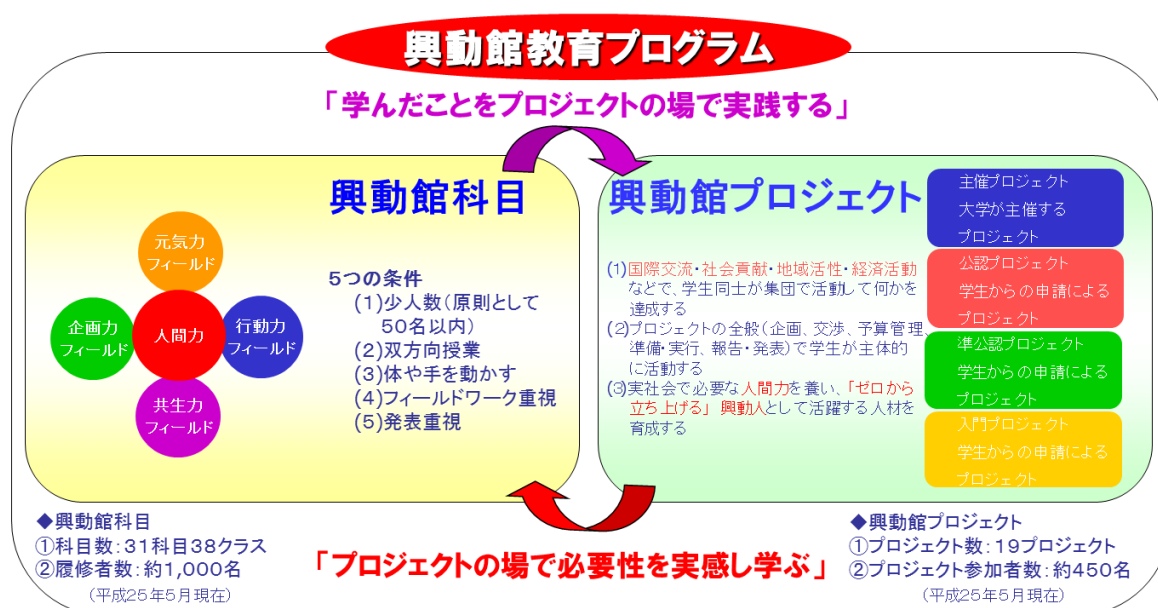 興動館教育プログラム
「学んだことをプロジェクトの場で実践する」
興動館科目
元気力
フィールド
企画力
フィールド
人間力
行動力
フィールド
共生力
フィールド
5つの条件
(1)少人数(原則として
50名以内)
(2)双方向授業
(3)体や手を動かす
(4)フィールドワーク重視
(5)発表重視
興動館プロジェクト
(1)国際交流・社会貢献・地域活性・経済活動
などで、学生同士が集団で活動して何かを
達成する
(2)プロジェクトの全般(企画、交渉、予算管理、
準備・実行、報告・発表)で学生が主体的
に活動する
(3)実社会で必要な人間力を養い、「ゼロから
立ち上げる」 興動人として活躍する人材を
育成する
主催プロジェクト
大学が主催する
プロジェクト
公認プロジェクト
学生からの申請による
プロジェクト
準公認プロジェクト
学生からの申請による
プロジェクト
入門プロジェクト
学生からの申請による
プロジェクト
◆興動館科目
①科目数:31科目38クラス
②履修者数:約1,000名
(平成25年5月現在)
「プロジェクトの場で必要性を実感し学ぶ」
◆興動館プロジェクト
①プロジェクト数:19プロジェクト
②プロジェクト参加者数:約450名
(平成25年5月現在)